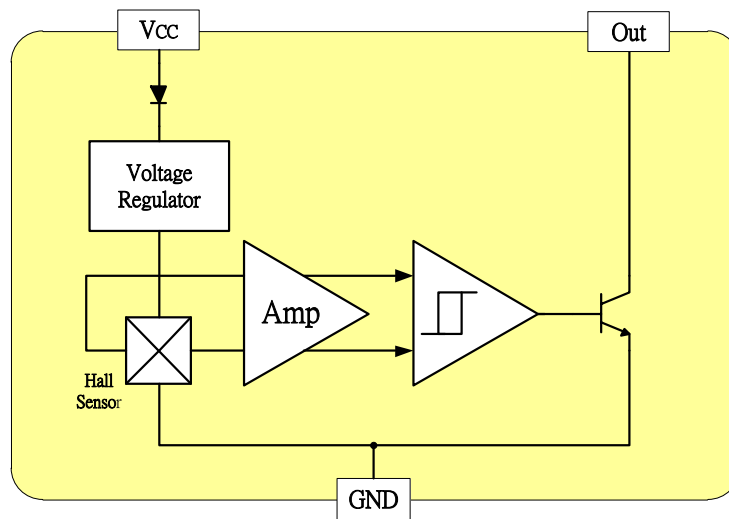 Vcc
Out
Voltage
Regulator
Amp
Hall
Sensor
GND